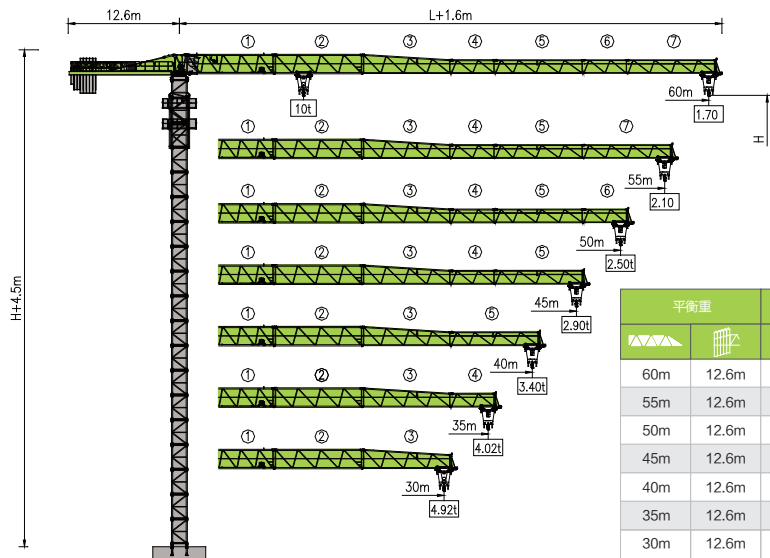 12.6m L+1.6m
① ② ③ ④ ⑤ ⑥ ⑦
10t
60m
1.70
H
H+4.5m
① ② ③ ④ ⑤ ⑦
55m
2.10
① ② ③ ④ ⑤ ⑥
50m
2.50t
① ② ③ ④ ⑤
45m
2.90t
① ② ③ ⑤
40m
3.40t
① ② ③ ④
35m
4.02t
① ② ③
30m
4.92t
平衡重
60m 12.6m
55m 12.6m
50m 12.6m
45m 12.6m
40m 12.6m
35m 12.6m
30m 12.6m